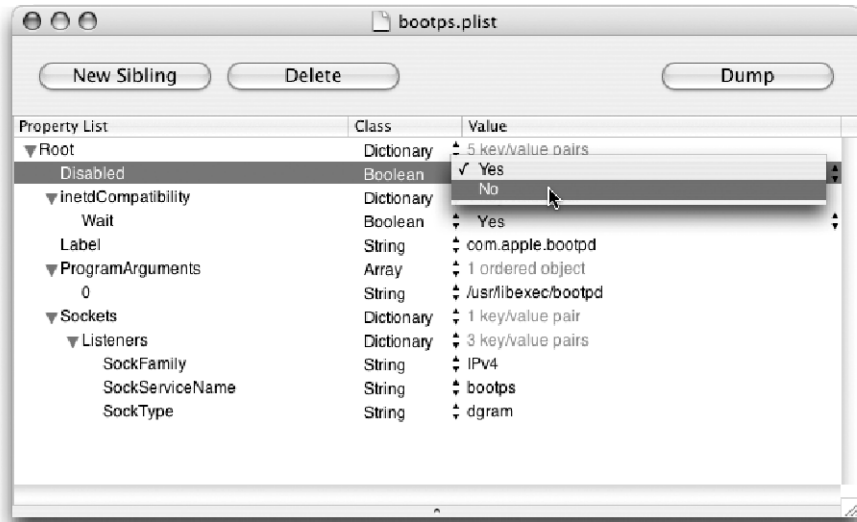 bootps.plist
New Sibling Delete Dump
Property List Class Value
Root Dictionary 5 key/value pairs
Disabled Boolean ✓ Yes
No
inetdCompatibility Dictionary
Wait Boolean Yes
Label String com.apple.bootpd
ProgramArguments Array 1 ordered object
0 String /usr/libexec/bootpd
Sockets Dictionary 1 key/value pair
Listeners Dictionary 3 key/value pairs
SockFamily String IPv4
SockServiceName String bootps
SockType String dgram